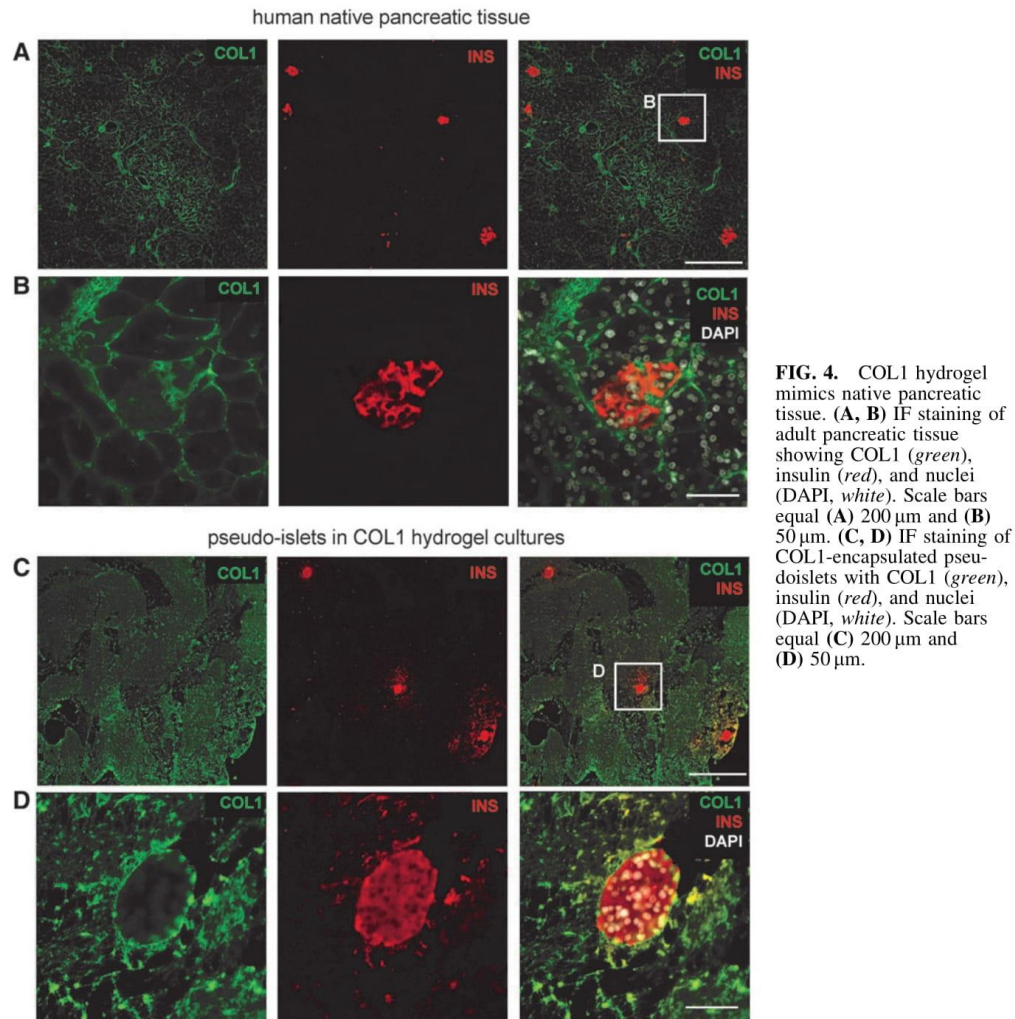 human native pancreatic tissue
A
COL1
INS
COL1
INS
B
B
COL1
INS
COL1
INS
DAPI
pseudo-islets in COL1 hydrogel cultures
C
COL1
INS
COL1
INS
D
D
COL1
INS
COL1
INS
DAPI
FIG. 4. COL1 hydrogel
mimics native pancreatic
tissue. (A, B) IF staining of
adult pancreatic tissue
showing COL1 (green),
insulin (red), and nuclei
(DAPI, white). Scale bars
equal (A) 200 μm and (B)
50 μm. (C, D) IF staining of
COL1-encapsulated pseu-
doislets with COL1 (green),
insulin (red), and nuclei
(DAPI, white). Scale bars
equal (C) 200 μm and
(D) 50 μm.